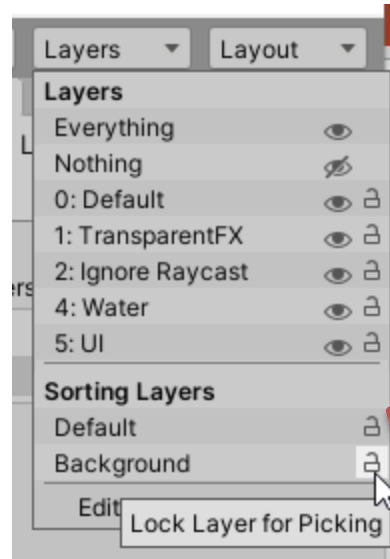 Layers Layout
Layers
Everything
Nothing
0: Default
1: TransparentFX
2: Ignore Raycast
4: Water
5: UI
Sorting Layers
Default
Background
Edit
Lock Layer for Picking